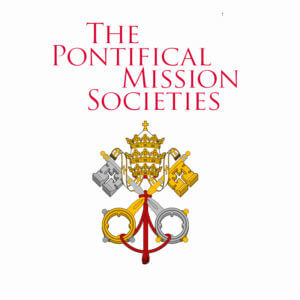 THE
PONTIFICAL
MISSION
SOCIETIES